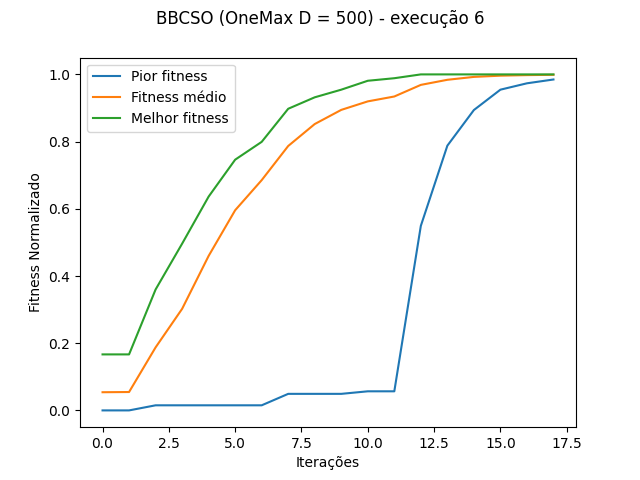 BBCSO (OneMax D = 500) - execução 6
Pior fitness
Fitness médio
Melhor fitness
Fitness Normalizado
1.0
0.8
0.6
0.4
0.2
0.0
0.0 2.5 5.0 7.5 10.0 12.5 15.0 17.5
Iterações